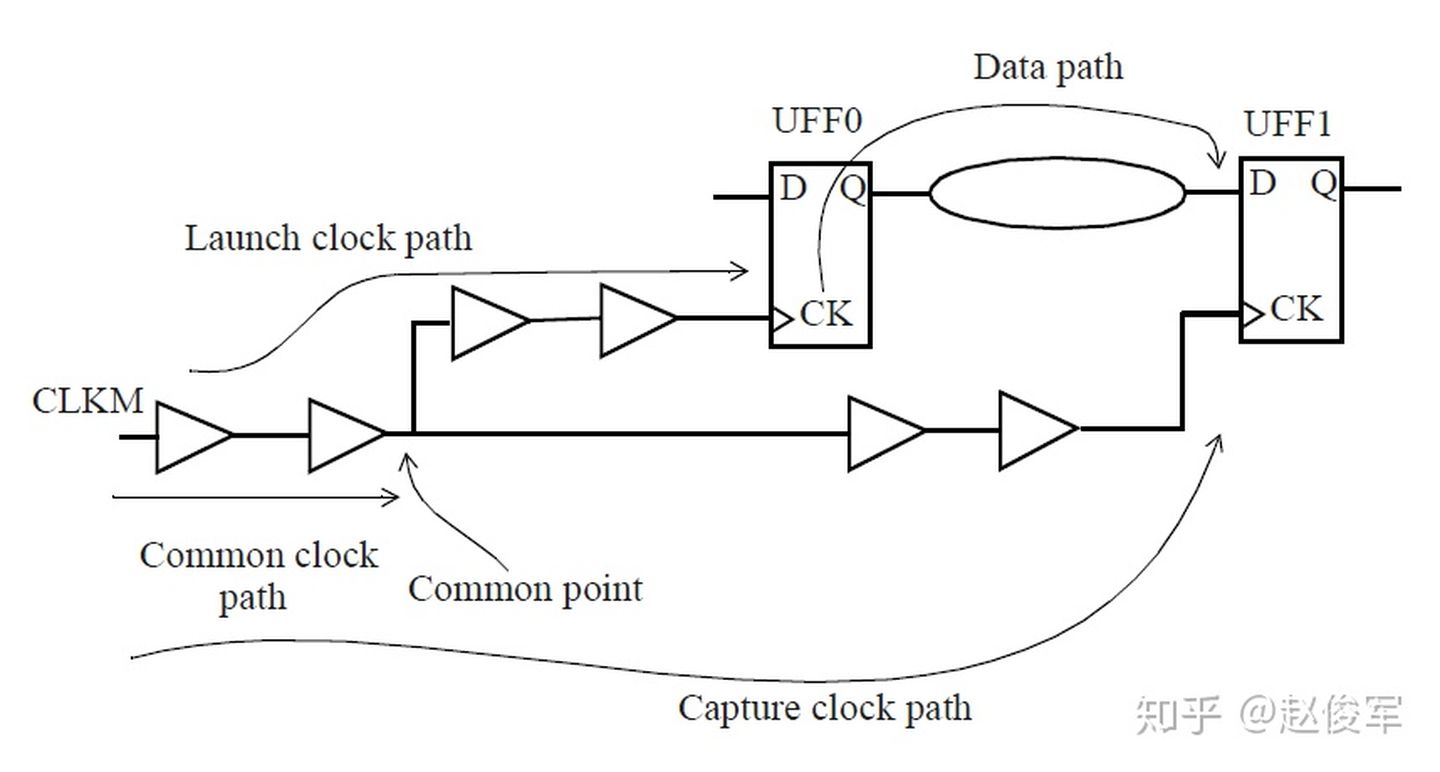 Data path
UFF0
UFF1
D Q
D Q
Launch clock path
CK
CK
CLKM
Common clock
path
Common point
Capture clock path
知乎 @赵俊军